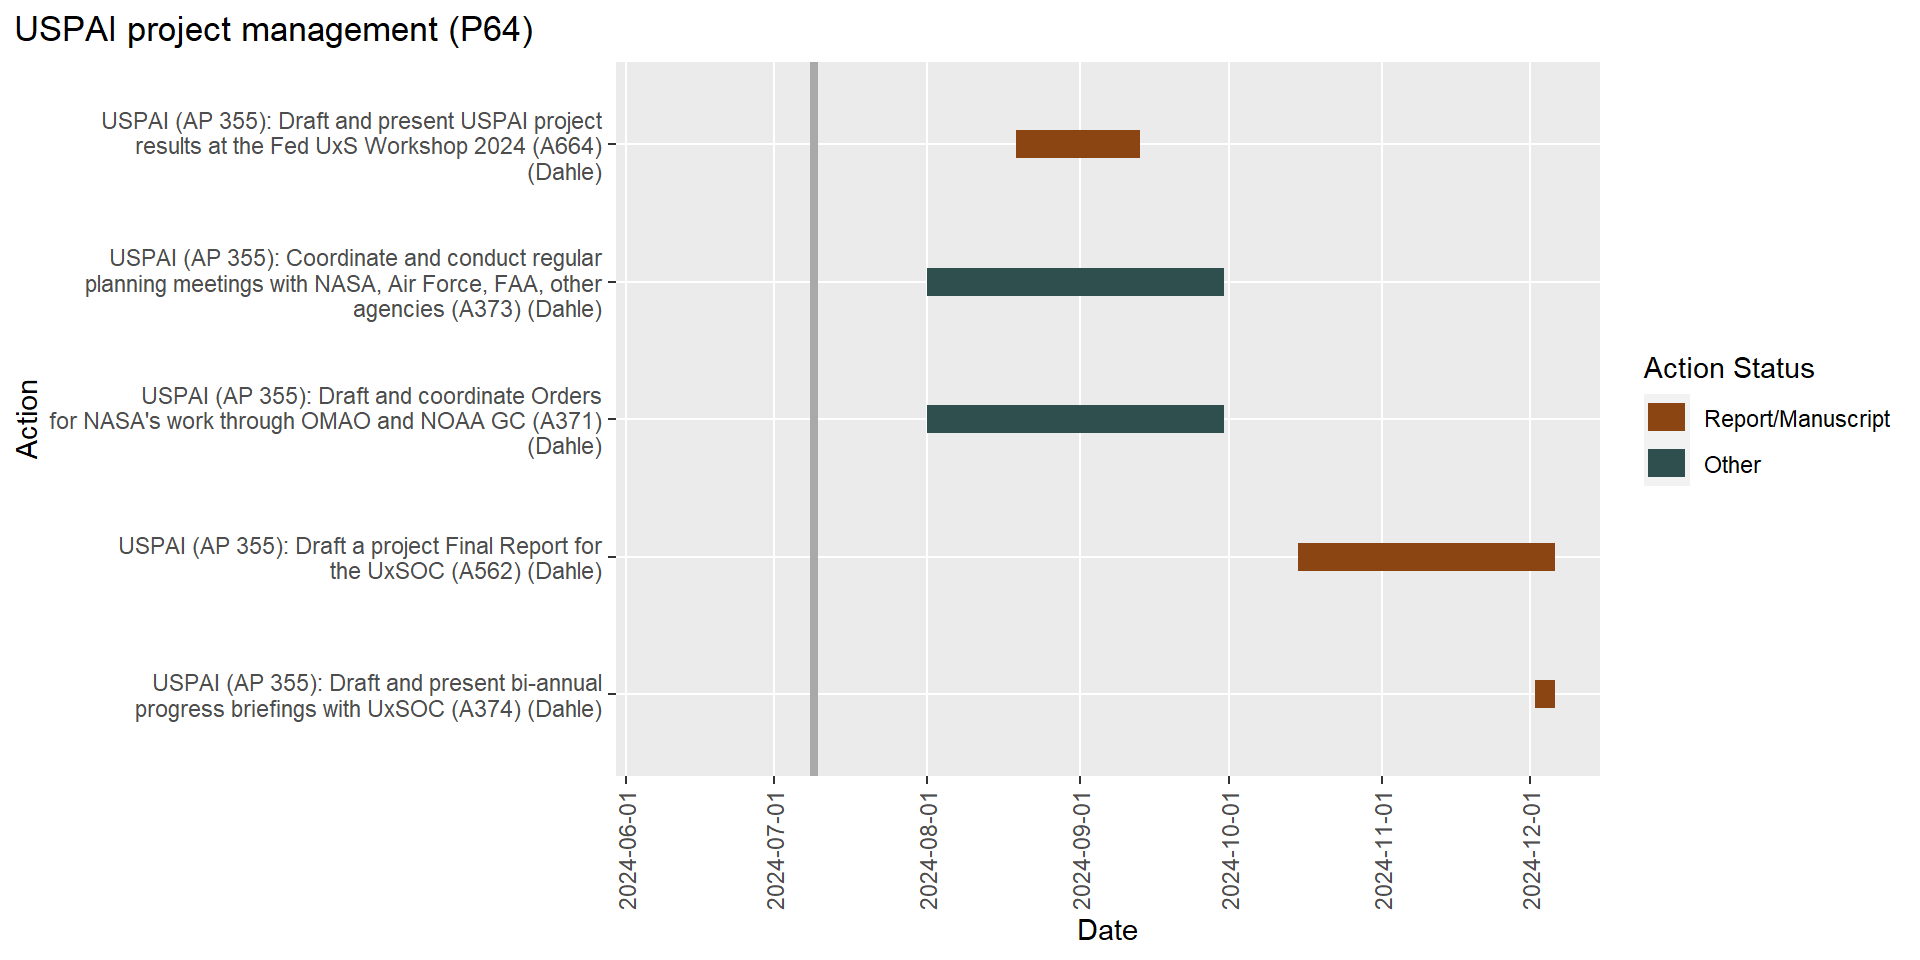 USPAI project management (P64)
USPAI (AP 355): Draft and present USPAI project
results at the Fed UxS Workshop 2024 (A664)
(Dahle)
USPAI (AP 355): Coordinate and conduct regular
planning meetings with NASA, Air Force, FAA, other
agencies (A373) (Dahle)
USPAI (AP 355): Draft and coordinate Orders
for NASA's work through OMAO and NOAA GC (A371)
(Dahle)
USPAI (AP 355): Draft a project Final Report for
the UxSOC (A562) (Dahle)
USPAI (AP 355): Draft and present bi-annual
progress briefings with UxSOC (A374) (Dahle)
Action
2024-06-01
2024-07-01
2024-08-01
2024-09-01
2024-10-01
2024-11-01
2024-12-01
Date
Action Status
Report/Manuscript
Other